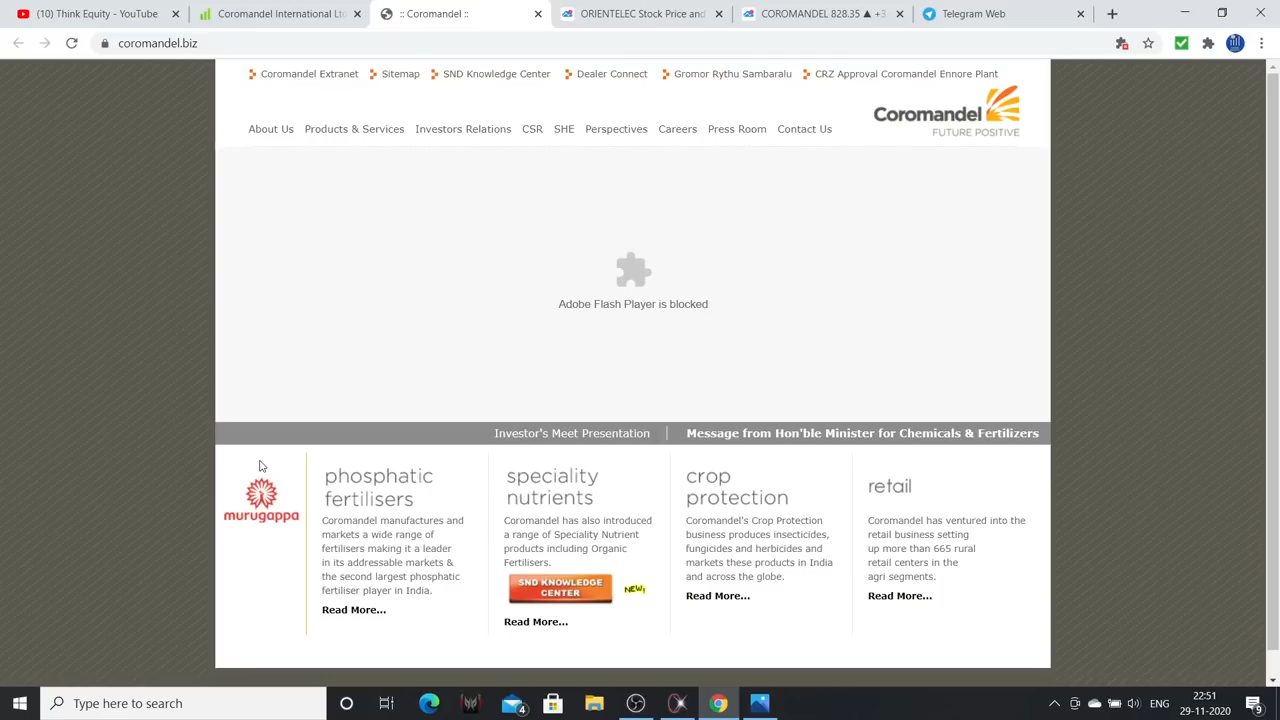 (10) Think Equity - YouTube
Coromandel International Ltd
:: Coromandel ::
ORIENTELEC Stock Price and
COROMANDEL 828.35 ▲ +3
Telegram Web
coromandel.biz
Coromandel Extranet
Sitemap
SND Knowledge Center
Dealer Connect
Gromor Rythu Sambaralu
CRZ Approval Coromandel Ennore Plant
Coromandel
FUTURE POSITIVE
About Us
Products & Services
Investors Relations
CSR
SHE
Perspectives
Careers
Press Room
Contact Us
Adobe Flash Player is blocked
Investor's Meet Presentation
Message from Hon'ble Minister for Chemicals & Fertilizers
murugappa
phosphatic
fertilisers
Coromandel manufactures and
markets a wide range of
fertilisers making it a leader
in its addressable markets &
the second largest phosphatic
fertiliser player in India.
Read More...
speciality
nutrients
Coromandel has also introduced
a range of Speciality Nutrient
products including Organic
Fertilisers.
SND KNOWLEDGE
CENTER
NEW!
Read More...
crop
protection
Coromandel's Crop Protection
business produces insecticides,
fungicides and herbicides and
markets these products in India
and across the globe.
Read More...
retail
Coromandel has ventured into the
retail business setting
up more than 665 rural
retail centers in the
agri segments.
Read More...
Type here to search
4
ENG
22:51
29-11-2020
9